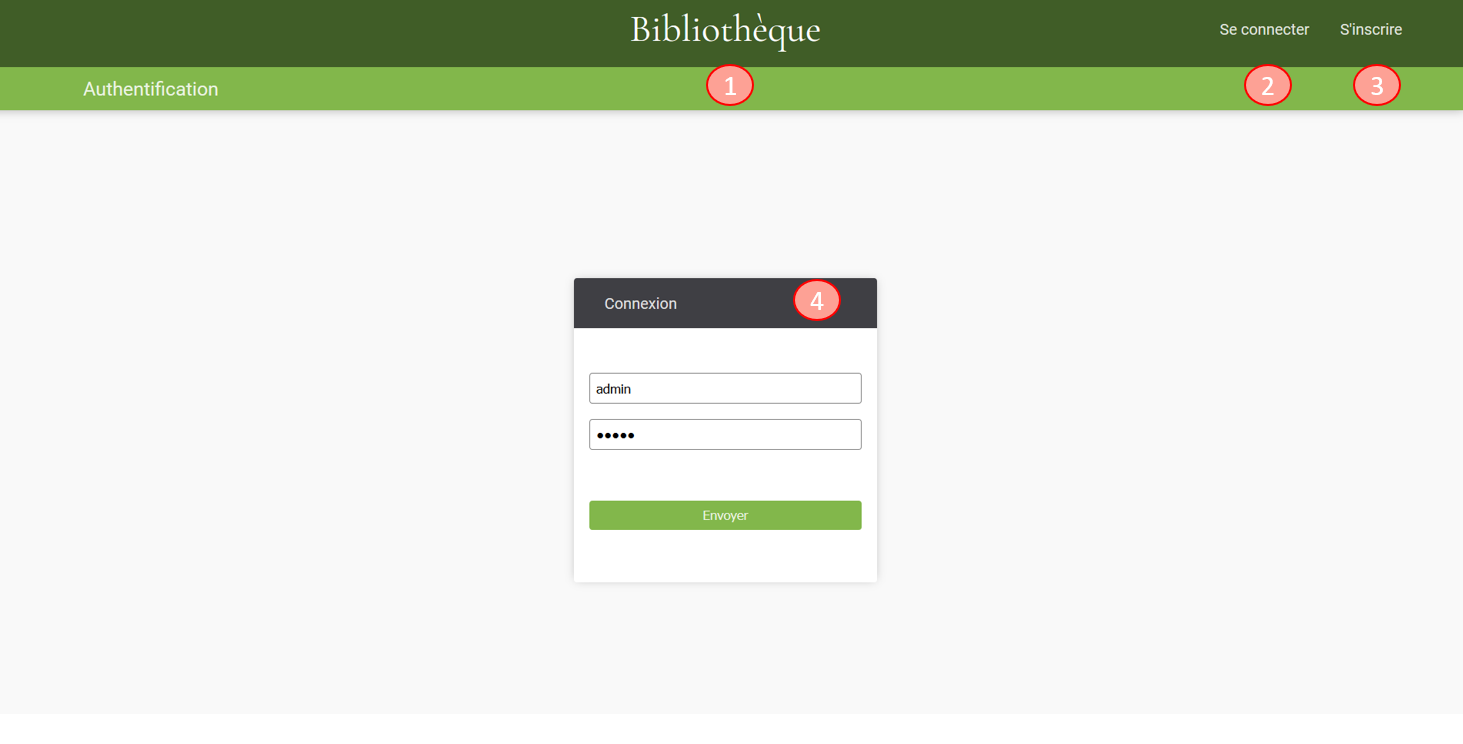 Bibliothèque
Se connecter
S'inscrire
Authentification
1
2
3
Connexion
4
admin
•••••
Envoyer